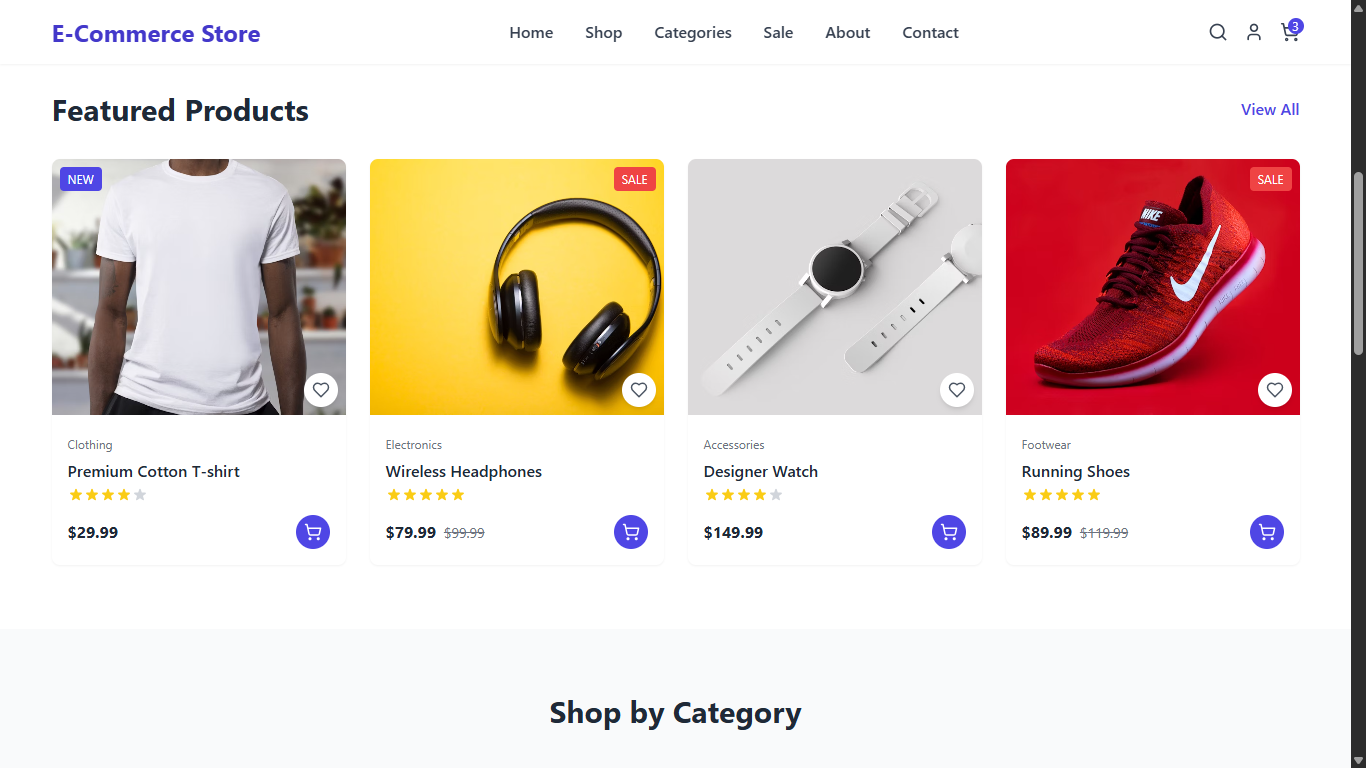 E-Commerce Store
Home Shop Categories Sale About Contact
3
Featured Products
View All
NEW
SALE
SALE
NIKE
Clothing
Premium Cotton T-shirt
$29.99
Electronics
Wireless Headphones
$79.99 $99.99
Accessories
Designer Watch
$149.99
Footwear
Running Shoes
$89.99 $119.99
Shop by Category